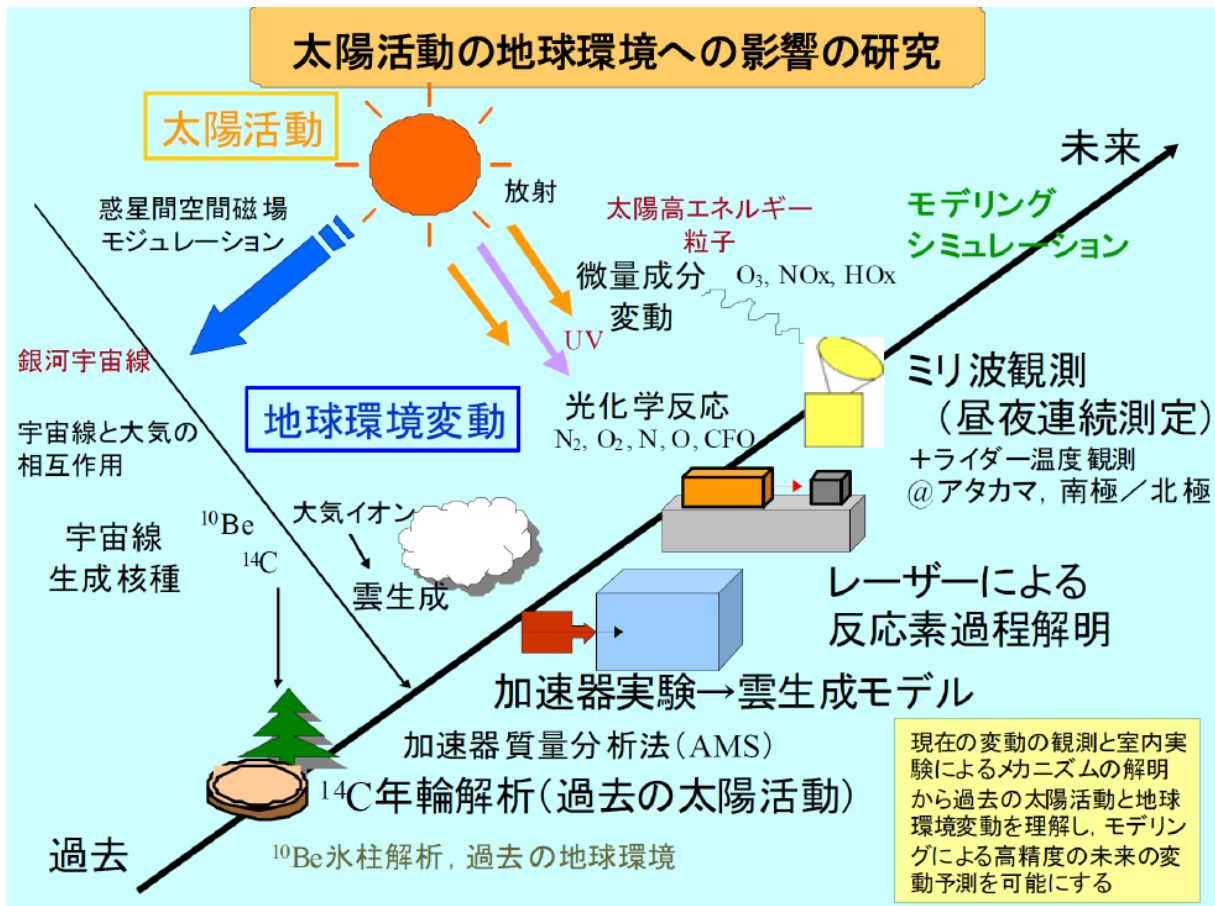 太陽活動の地球環境への影響の研究
太陽活動
未来
放射
惑星間空間磁場
モジュレーション
太陽高エネルギー
粒子
モデリング
シミュレーション
微量成分
変動
O₃, NOx, HOx
UV
銀河宇宙線
ミリ波観測
(昼夜連続測定)
+ライダー温度観測
@アタカマ, 南極/北極
地球環境変動
光化学反応
N₂, O₂, N, O, CFO
宇宙線と大気の
相互作用
大気イオン
雲生成
¹⁰Be
¹⁴C
宇宙線
生成核種
レーザーによる
反応素過程解明
加速器実験→雲生成モデル
加速器質量分析法(AMS)
¹⁴C年輪解析(過去の太陽活動)
過去
¹⁰Be氷柱解析, 過去の地球環境
現在の変動の観測と室内実
験によるメカニズムの解明
から過去の太陽活動と地球
環境変動を理解し, モデリン
グによる高精度の未来の変
動予測を可能にする